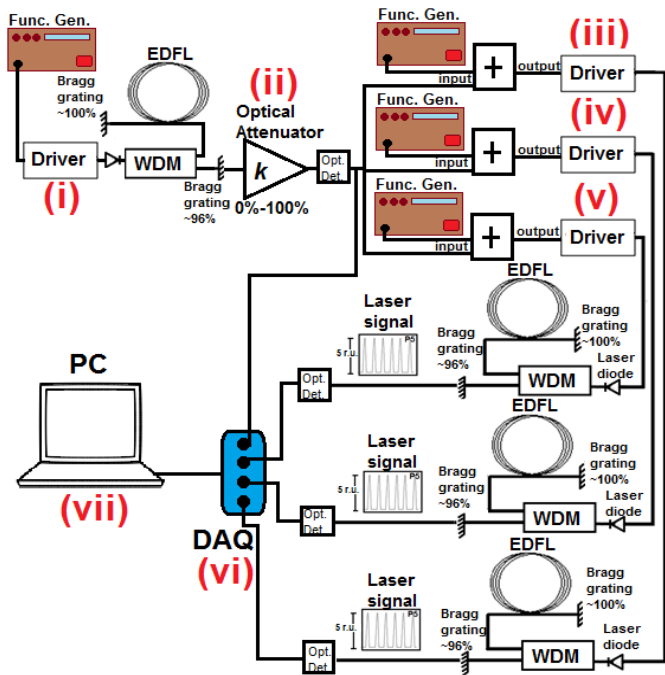 Func. Gen.
EDFL
Bragg
grating
~100%
(i)
Driver
WDM
Bragg
grating
~96%
(ii)
Optical
Attenuator
k
0%-100%
Opt.
Det.
Func. Gen.
input
+
output
(iii)
Driver
Func. Gen.
input
+
output
(iv)
Driver
Func. Gen.
input
+
output
(v)
Driver
EDFL
Bragg
grating
~100%
Laser
diode
WDM
Bragg
grating
~96%
Laser
signal
5 r.u.
P5
Opt.
Det.
EDFL
Bragg
grating
~100%
Laser
diode
WDM
Bragg
grating
~96%
Laser
signal
5 r.u.
P5
Opt.
Det.
EDFL
Bragg
grating
~100%
Laser
diode
WDM
Bragg
grating
~96%
Laser
signal
5 r.u.
P5
Opt.
Det.
PC
(vii)
DAQ
(vi)